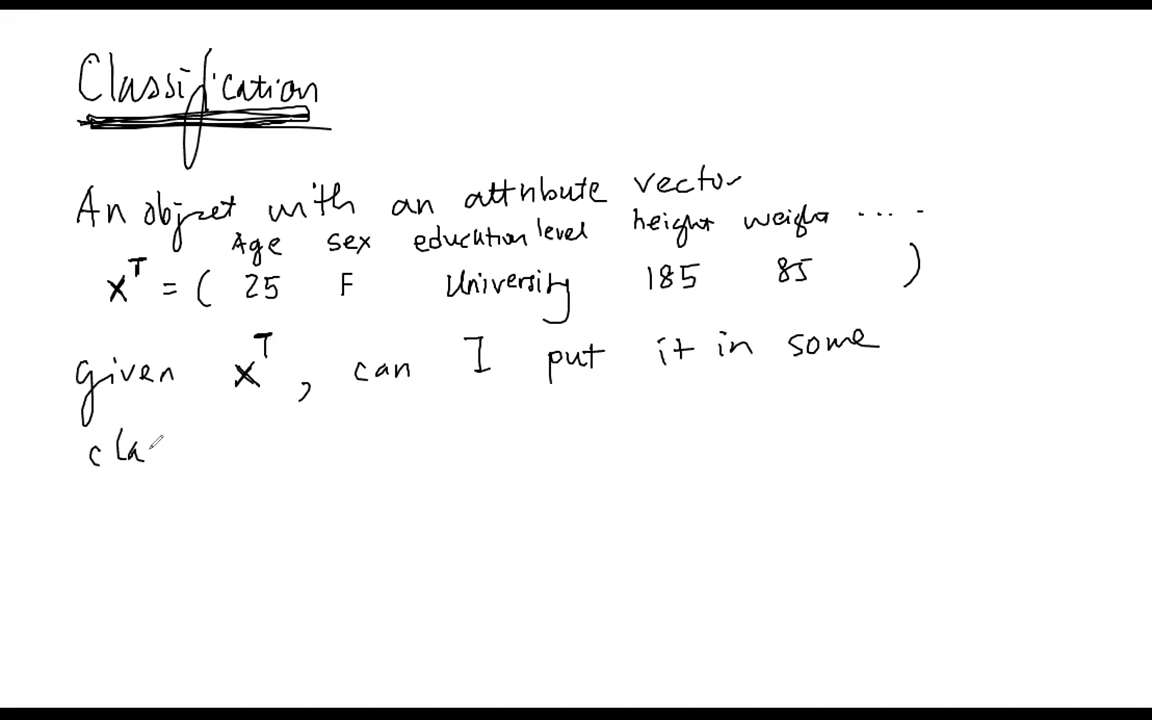 Classification
An object with an attribute vector
Age sex education level height weight .... .
x^T = ( 25 F University 185 85 )
given x^T , can I put it in some
cla